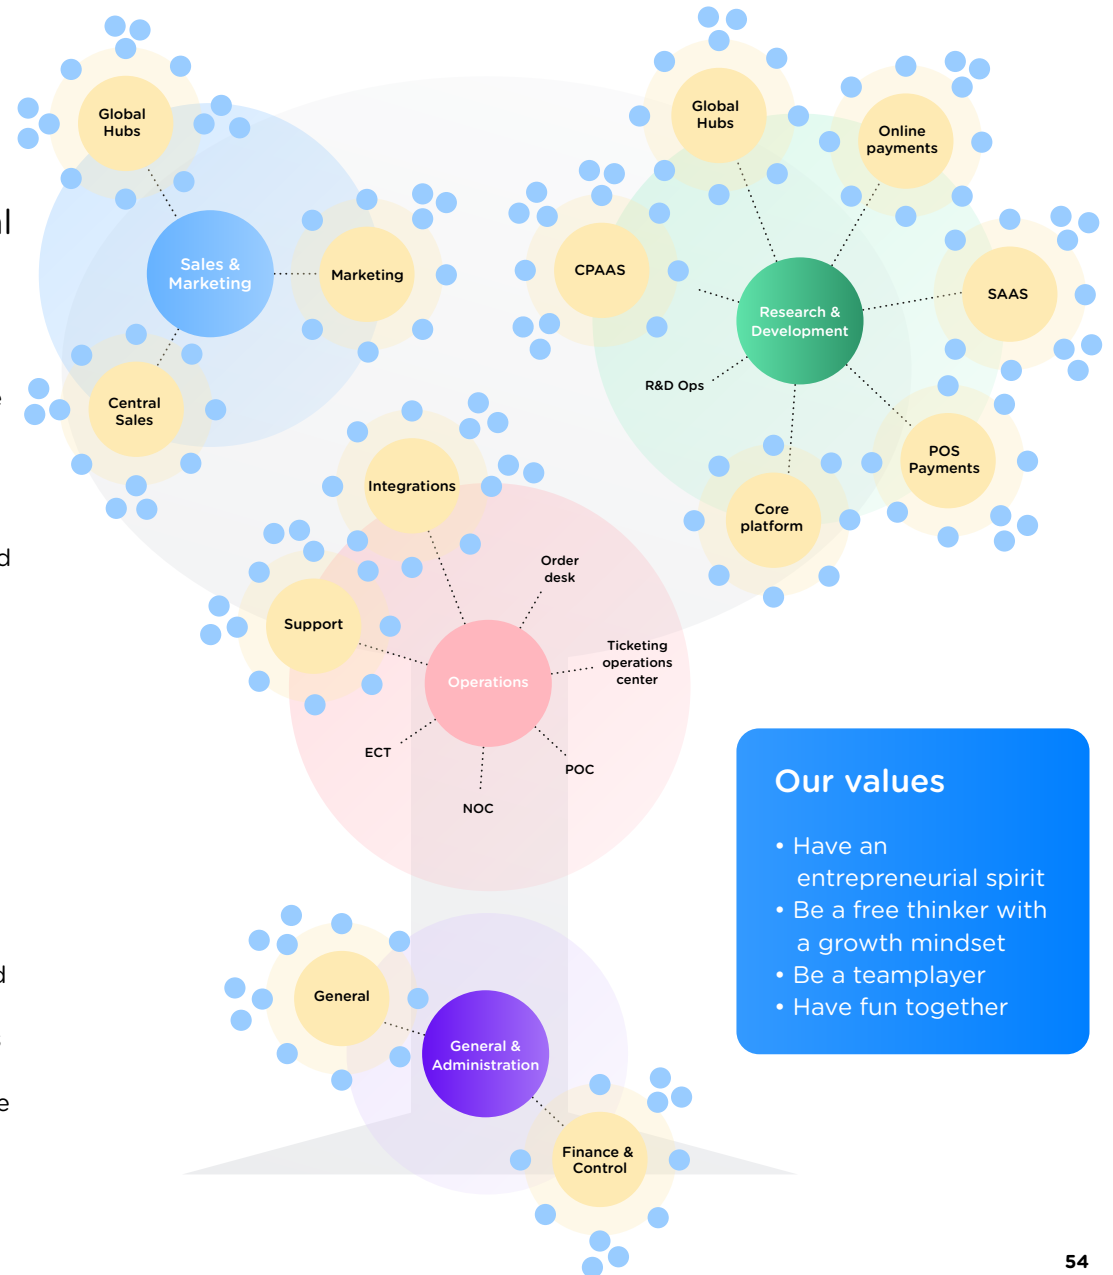 Global
Hubs
Sales &
Marketing
Marketing
Central
Sales
Global
Hubs
Online
payments
CPAAS
SAAS
Research &
Development
R&D Ops
POS
Payments
Core
platform
Integrations
Support
Order
desk
Ticketing
operations
center
Operations
ECT
POC
NOC
General
General &
Administration
Finance &
Control
Our values
• Have an
entrepreneurial spirit
• Be a free thinker with
a growth mindset
• Be a teamplayer
• Have fun together
54